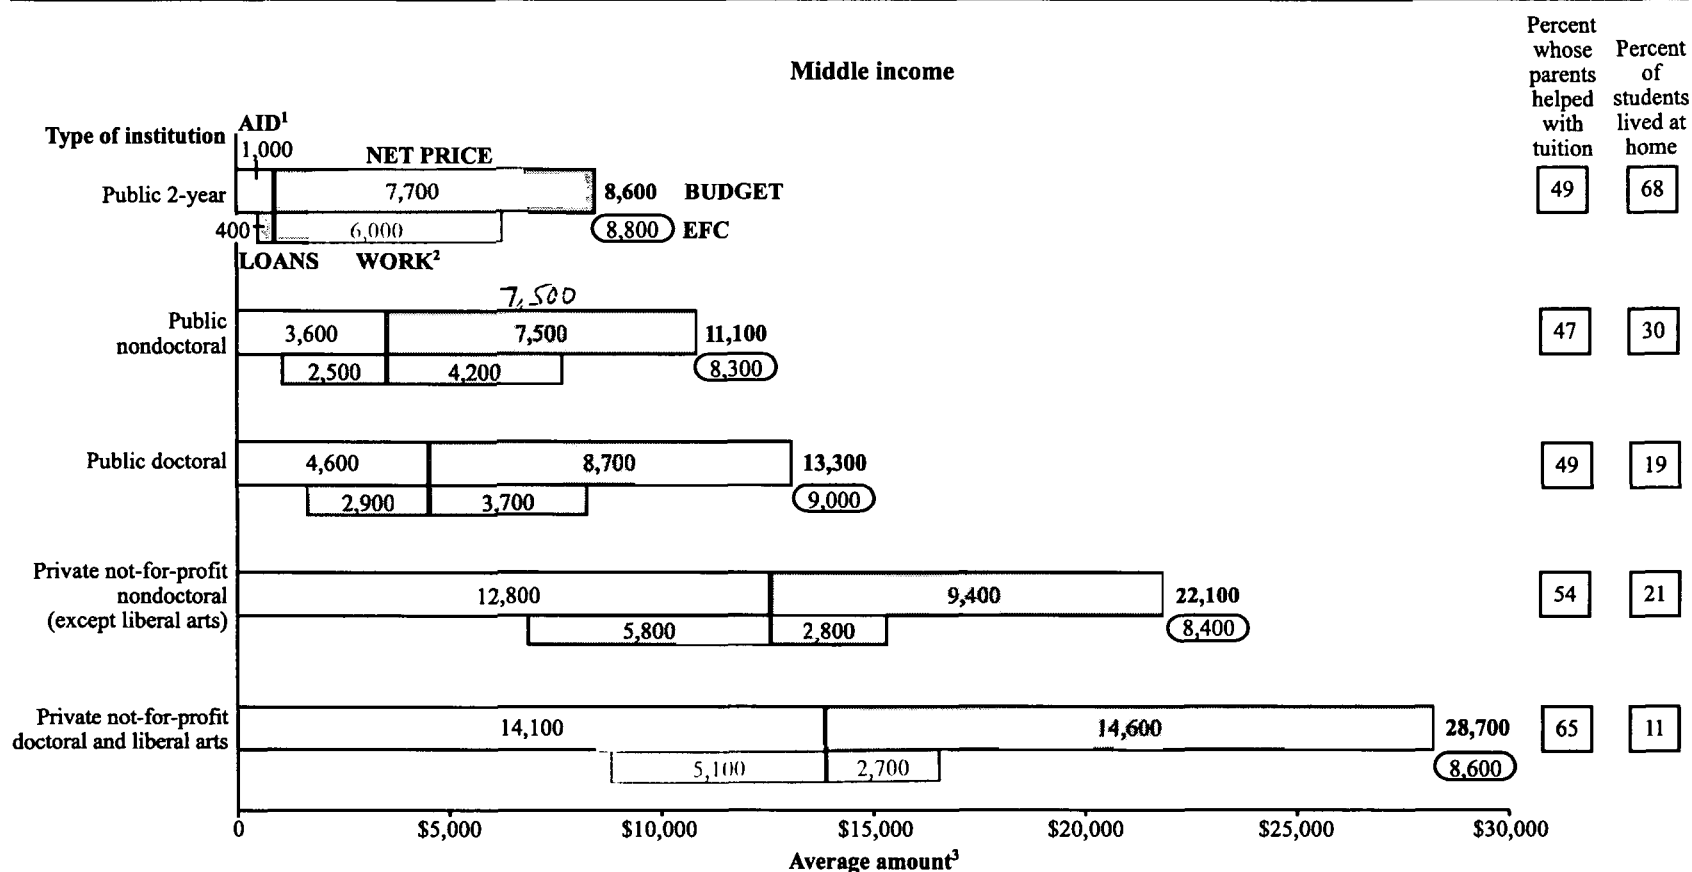 Percent whose parents helped with tuition
Percent of students lived at home
Middle income
Type of institution
AID¹
1,000
NET PRICE
Public 2-year
7,700
8,600 BUDGET
49
68
400
6,000
8,800 EFC
LOANS WORK²
7,500
Public
nondoctoral
3,600
7,500
11,100
47
30
2,500
4,200
8,300
Public doctoral
4,600
8,700
13,300
49
19
2,900
3,700
9,000
Private not-for-profit
nondoctoral
(except liberal arts)
12,800
9,400
22,100
54
21
5,800
2,800
8,400
Private not-for-profit
doctoral and liberal arts
14,100
14,600
28,700
65
11
5,100
2,700
8,600
0 $5,000 $10,000 $15,000 $20,000 $25,000 $30,000
Average amount³